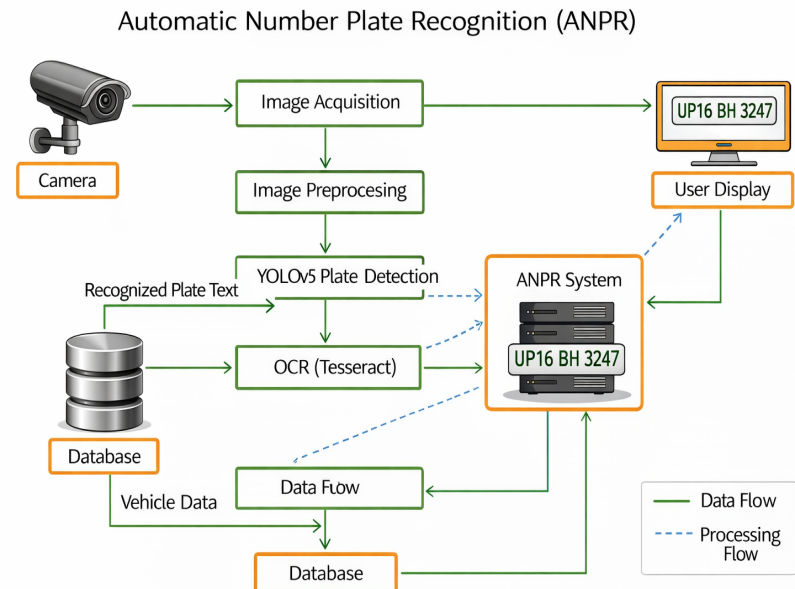 Automatic Number Plate Recognition (ANPR)
Image Acquisition
UP16 BH 3247
Camera
Image Preprocesing
User Display
YOLOv5 Plate Detection
ANPR System
Recognized Plate Text
UP16 BH 3247
OCR (Tesseract)
Database
Data Flow
Vehicle Data
Data Flow
Processing
Flow
Database